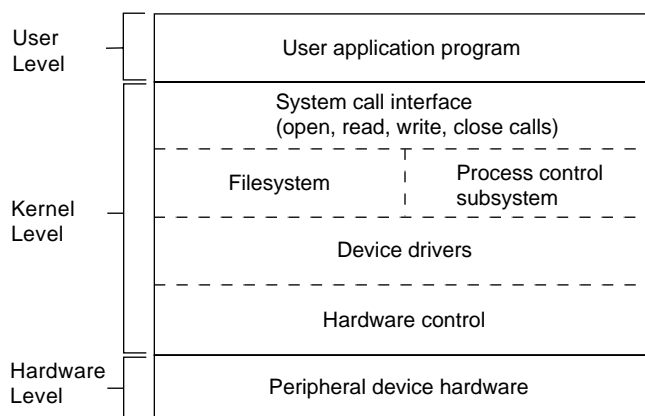 User
Level
User application program
Kernel
Level
System call interface
(open, read, write, close calls)
Filesystem
Process control
subsystem
Device drivers
Hardware control
Hardware
Level
Peripheral device hardware